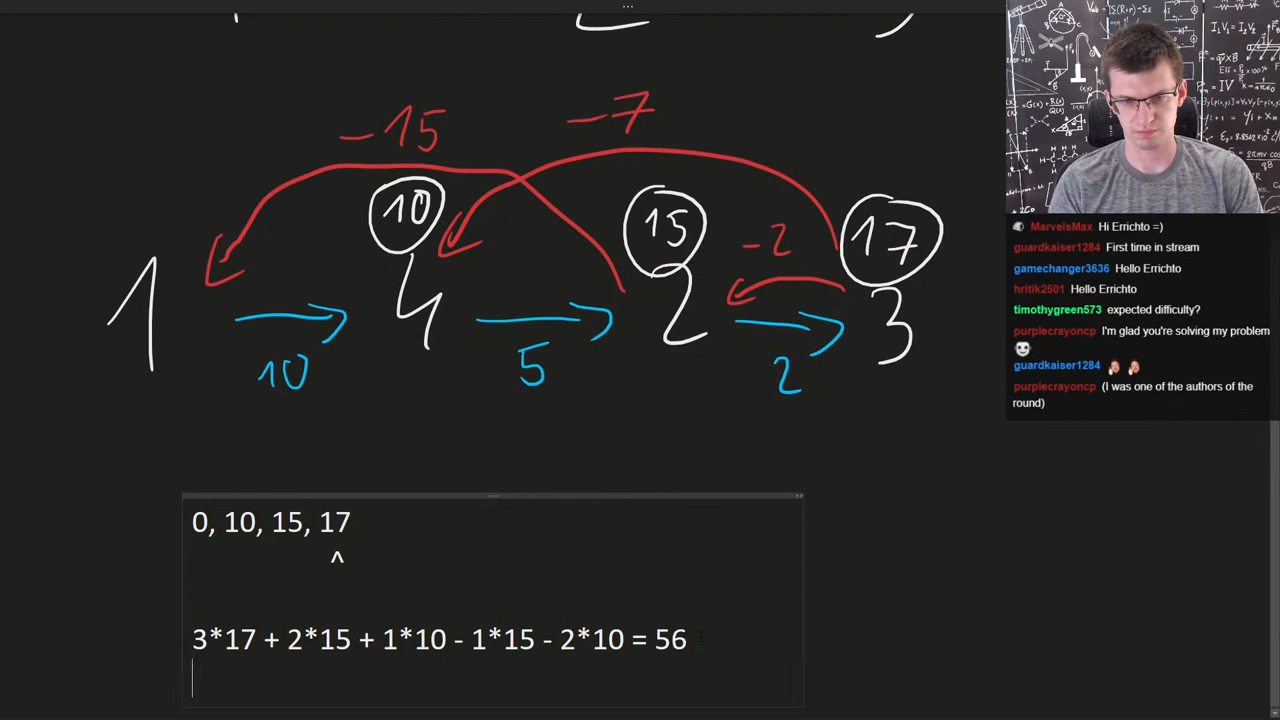 -15
-7
10
15
-2
17
1
4
2
3
10
5
2
0, 10, 15, 17
^
3*17 + 2*15 + 1*10 - 1*15 - 2*10 = 56
MarvelsMax Hi Errichto =)
guardkaiser1284 First time in stream
gamechanger3636 Hello Errichto
hritik2501 Hello Errichto
timothygreen573 expected difficulty?
purplecrayoncp I'm glad you're solving my problem
guardkaiser1284
purplecrayoncp (I was one of the authors of the
round)